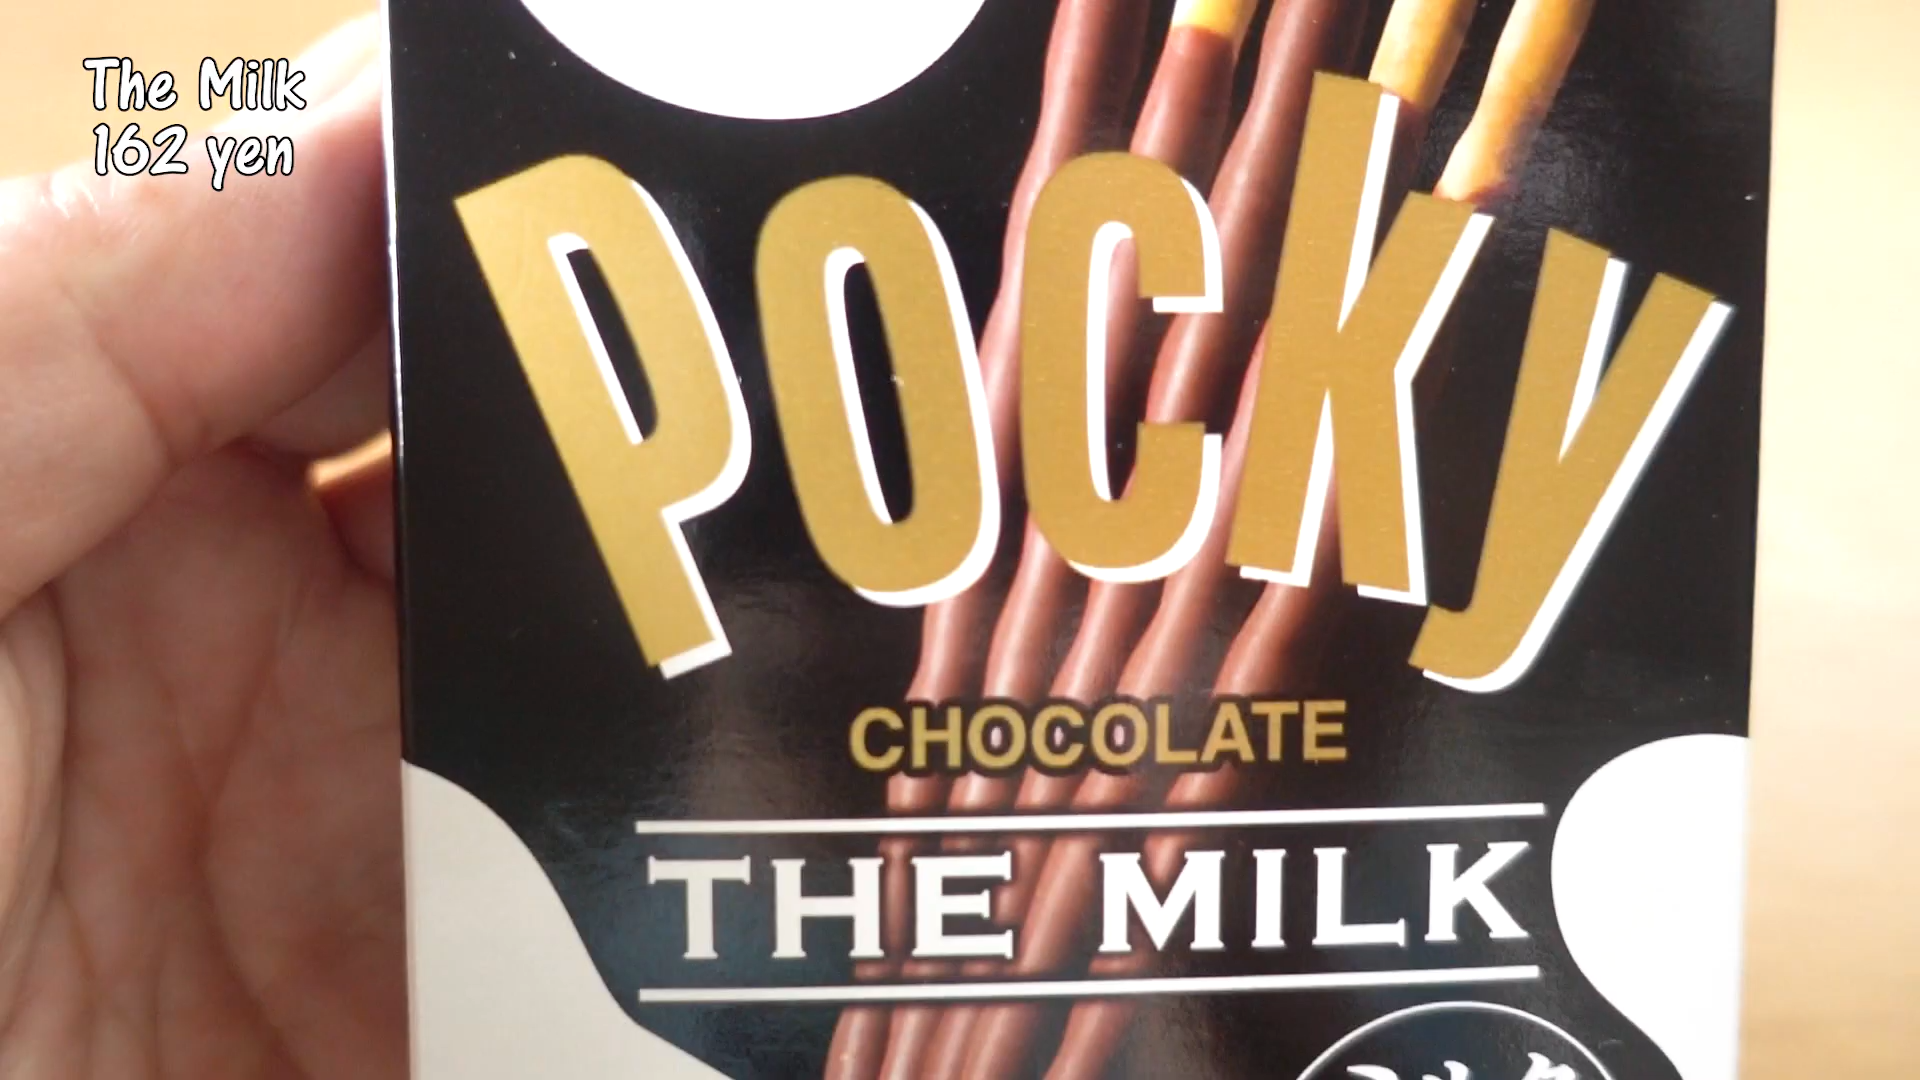 The Milk
162 yen
POCKY
CHOCOLATE
THE MILK